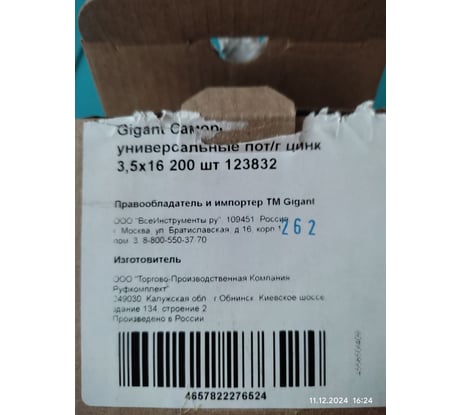 Gigant Самор
универсальные пот/г цинк
3,5х16 200 шт 123832
Правообладатель и импортер ТМ Gigant
ООО "ВсеИнструменты ру" 109451 Россия
г Москва, ул Братиславская, д 16, корп 1
пом 3, 8-800-550-37 70
262
Изготовитель
ООО "Торгово-Производственная Компания
Руфкомплект"
249030 Калужская обл г Обнинск, Киевское шоссе
здание 134, строение 2
Произведено в России
4657822276524
11.12.2024 16:24